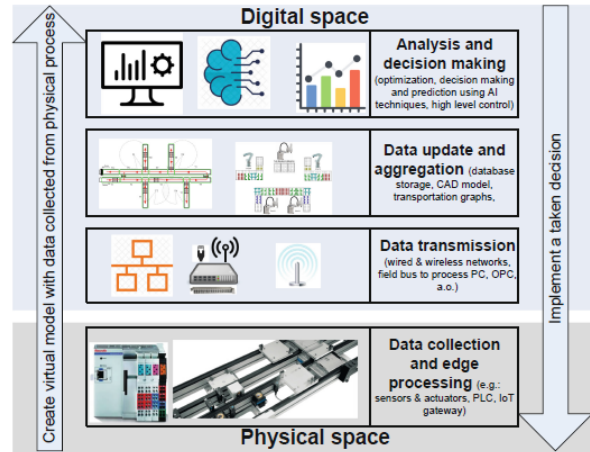 Digital space
Create virtual model with data collected from physical process
Analysis and
decision making
(optimization, decision making
and prediction using AI
techniques, high level control)
Data update and
aggregation (database
storage, CAD model,
transportation graphs,
Data transmission
(wired & wireless networks,
field bus to process PC, OPC,
a.o.)
Data collection
and edge
processing (e.g.:
sensors & actuators, PLC, IoT
gateway)
Implement a taken decision
Physical space